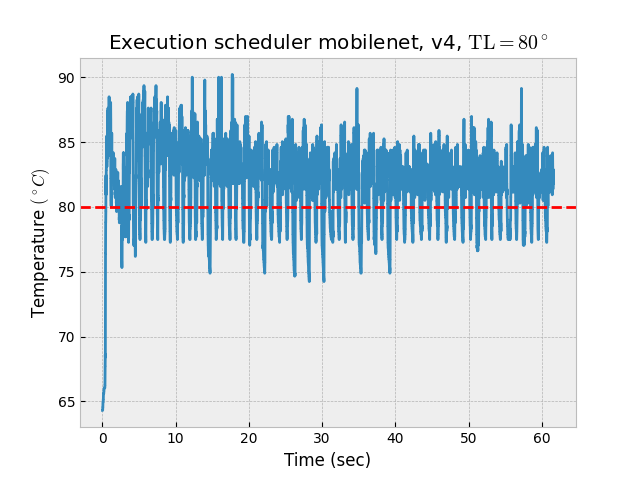 Execution scheduler mobilenet, v4, TL = 80°
90
85
80
75
70
65
Temperature (°C)
0 10 20 30 40 50 60
Time (sec)